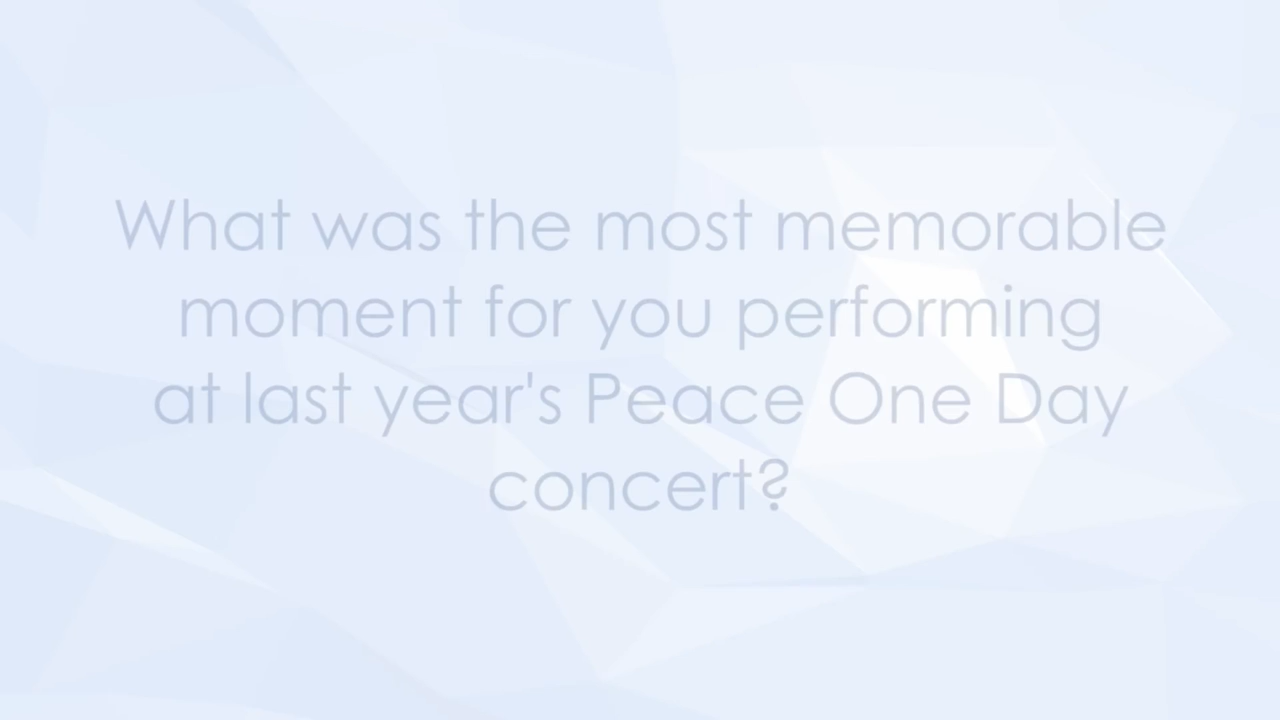 What was the most memorable
moment for you performing
at last year's Peace One Day
concert?